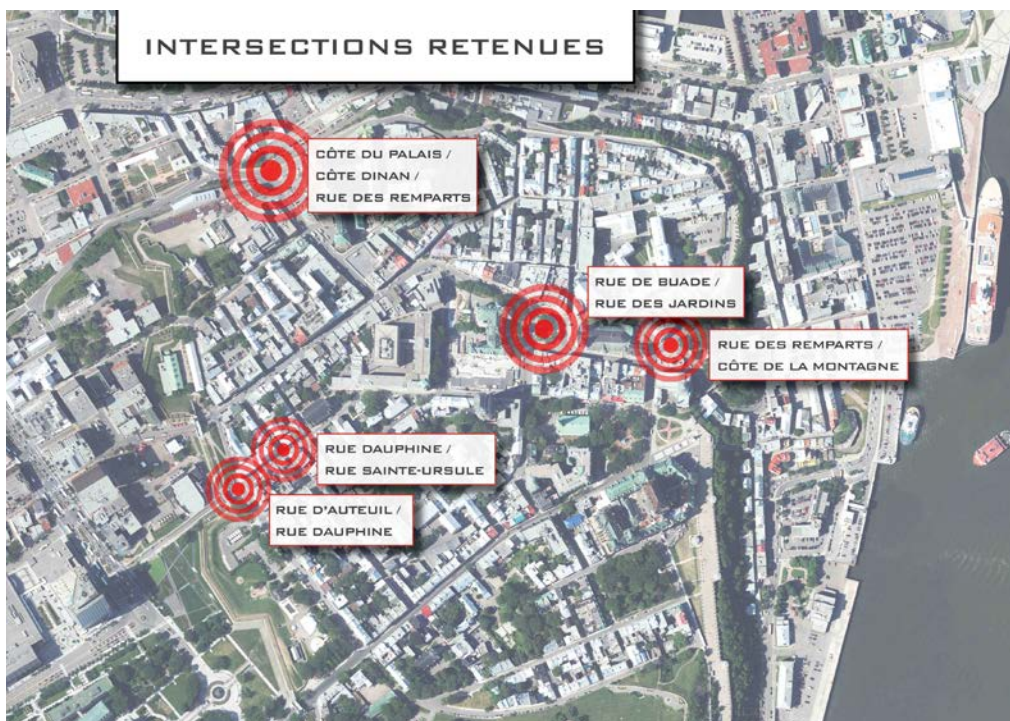 INTERSECTIONS RETENUES
CÔTE DU PALAIS /
CÔTE DINAN /
RUE DES REMPARTS
RUE DE BUADE /
RUE DES JARDINS
RUE DES REMPARTS /
CÔTE DE LA MONTAGNE
RUE DAUPHINE /
RUE SAINTE-URSULE
RUE D'AUTEUIL /
RUE DAUPHINE